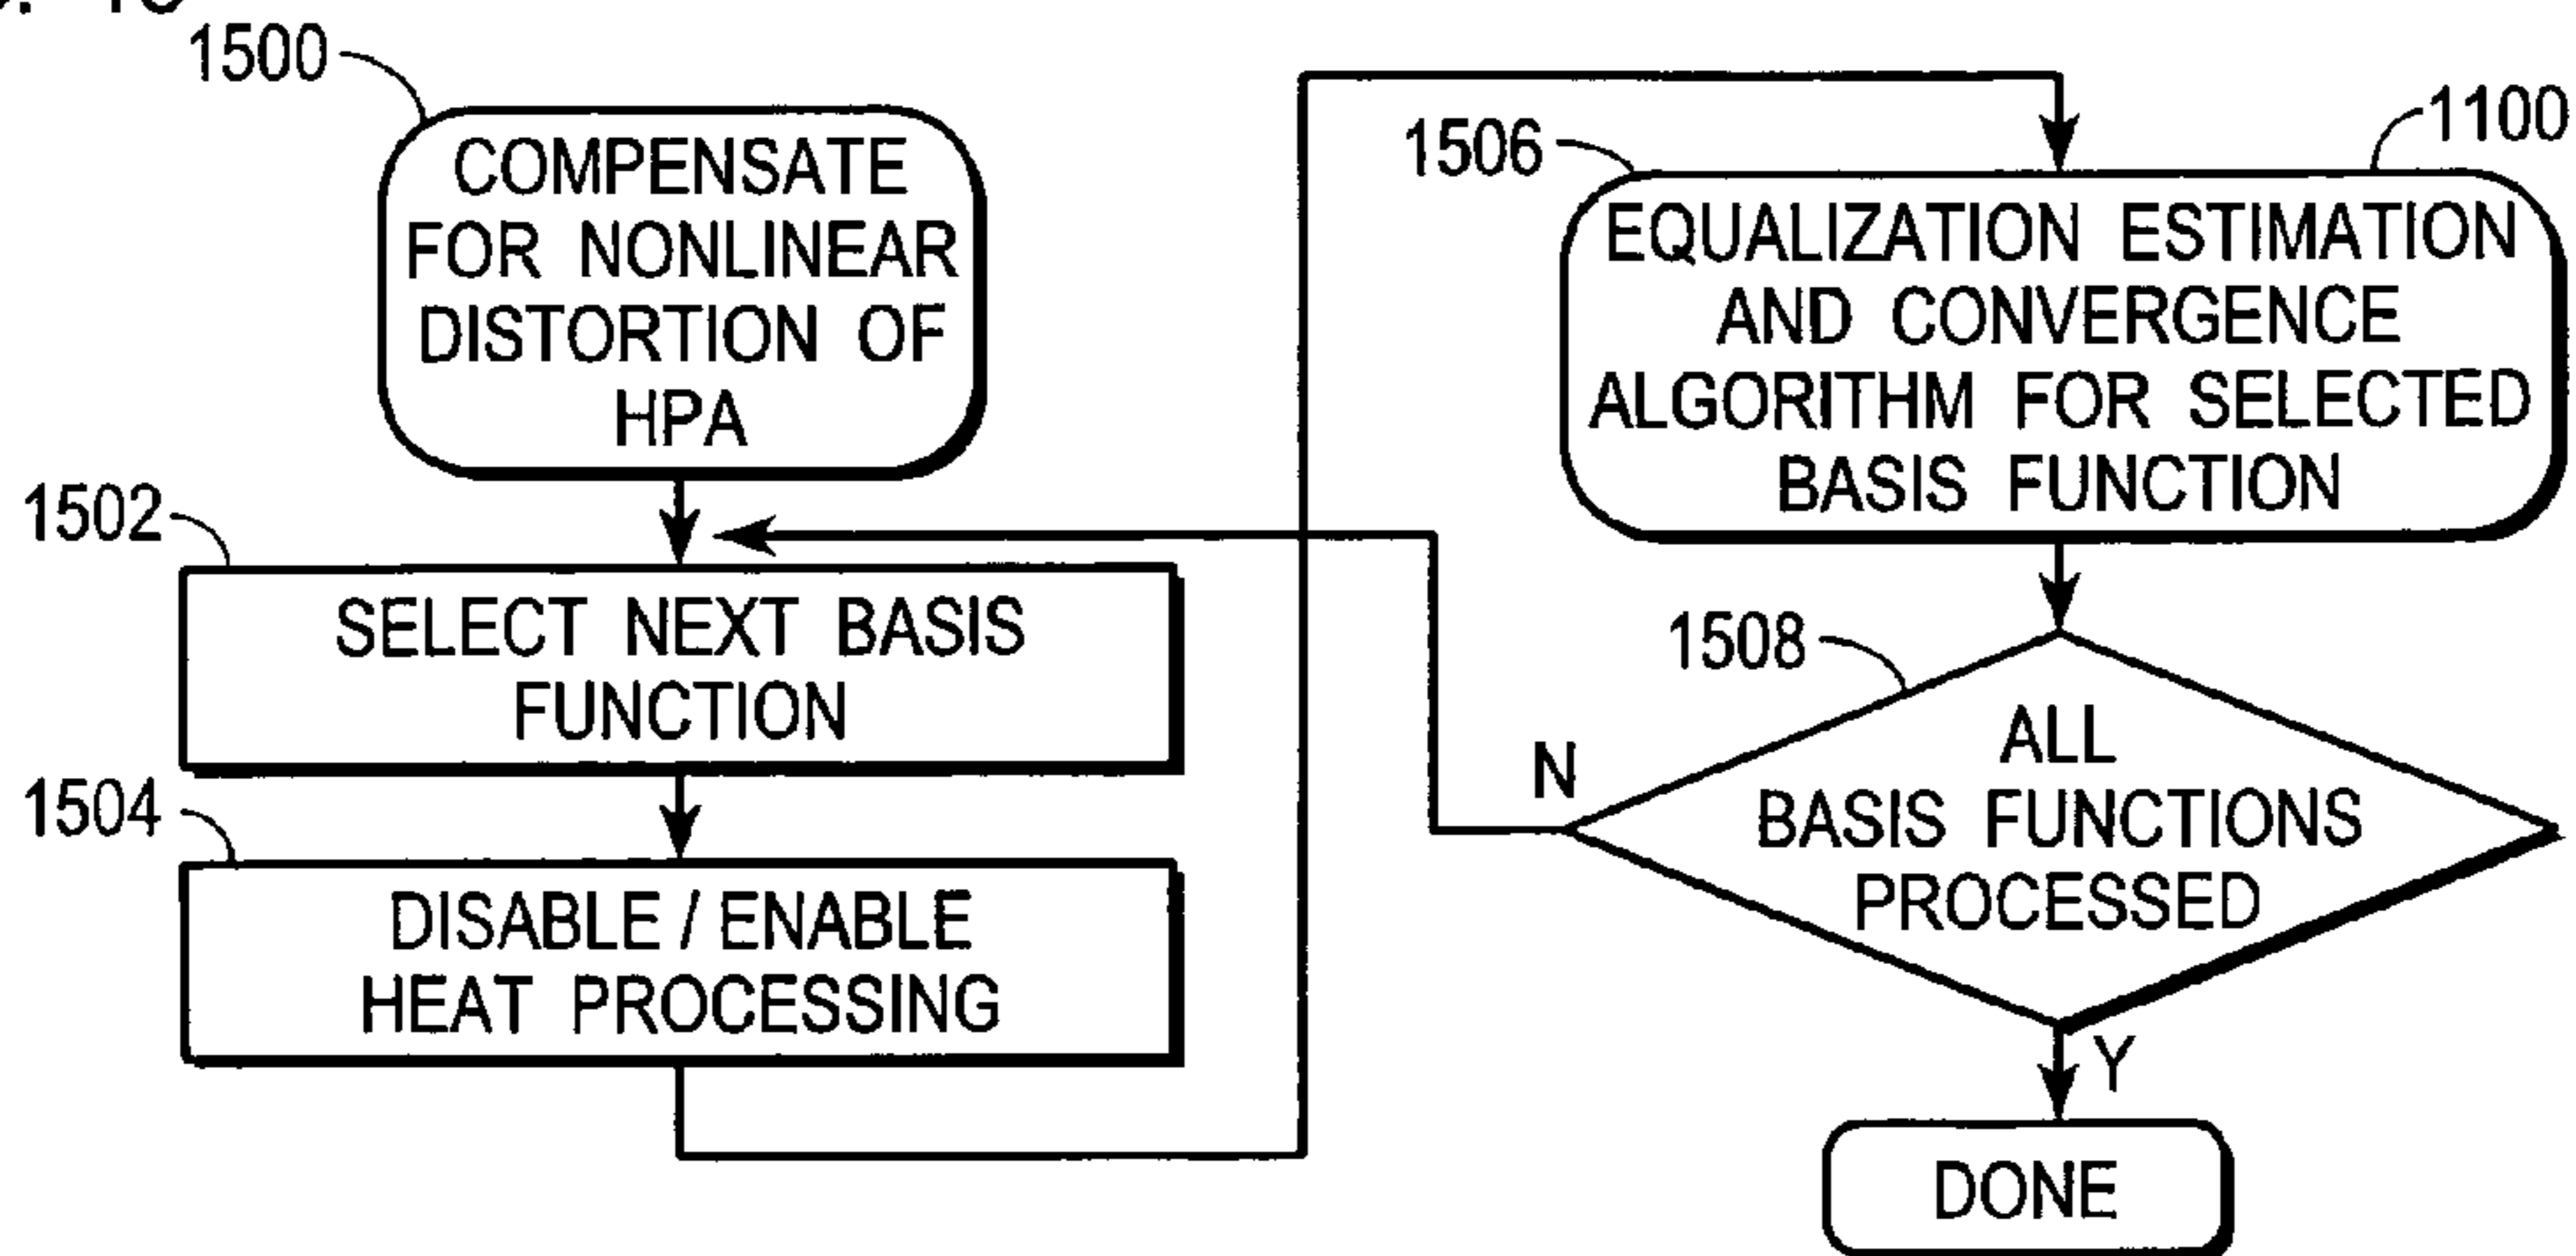 1500
COMPENSATE
FOR NONLINEAR
DISTORTION OF
HPA
1502
SELECT NEXT BASIS
FUNCTION
1504
DISABLE / ENABLE
HEAT PROCESSING
1506
1100
EQUALIZATION ESTIMATION
AND CONVERGENCE
ALGORITHM FOR SELECTED
BASIS FUNCTION
1508
ALL
BASIS FUNCTIONS
PROCESSED
N
Y
DONE